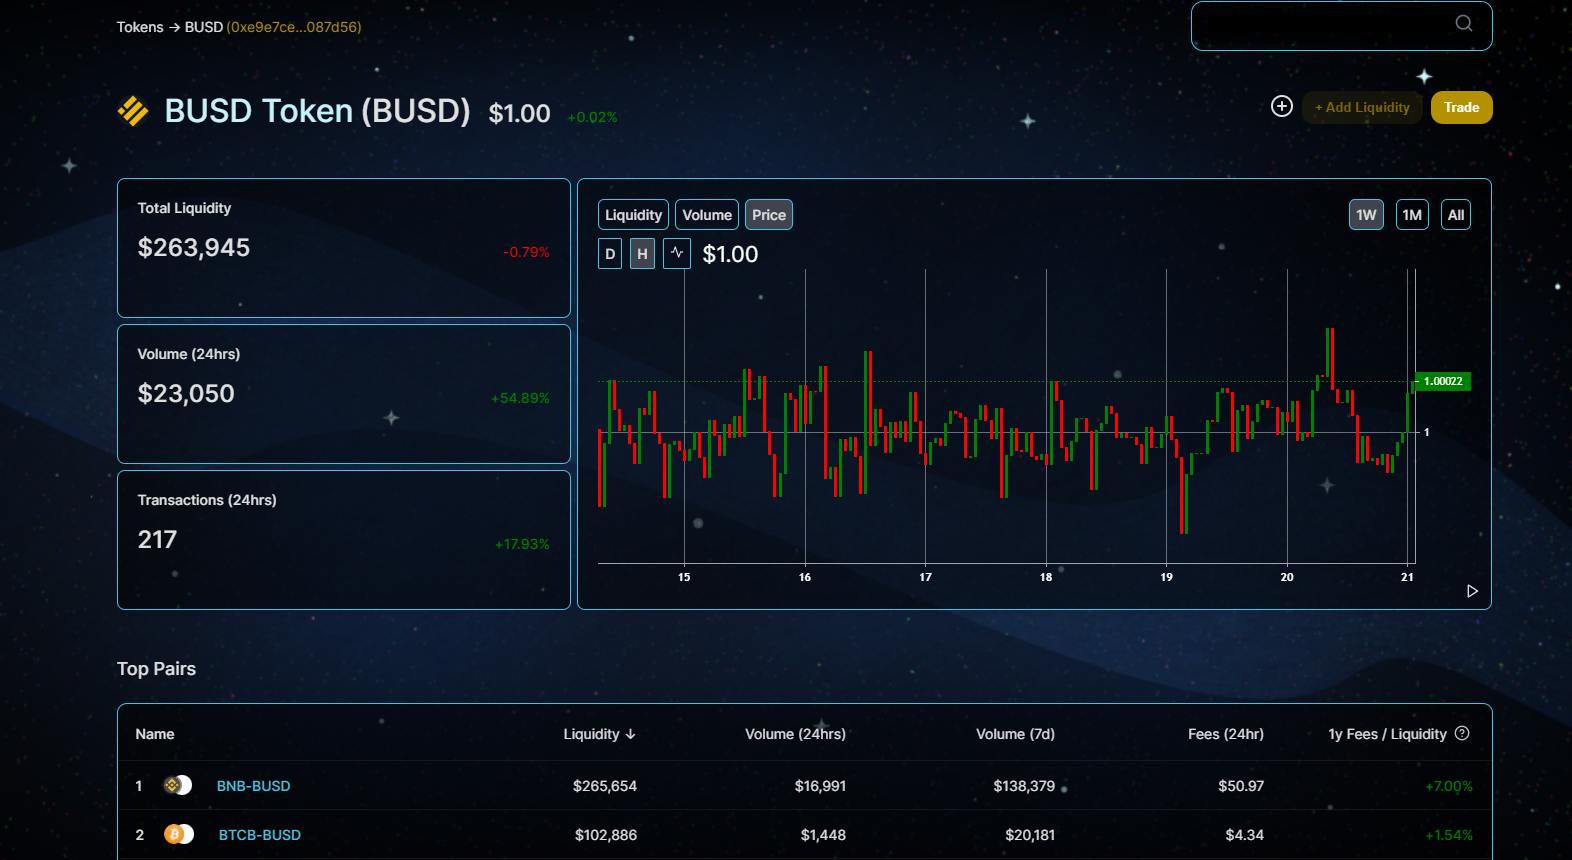 Tokens → BUSD (0xe9e7ce...087d56)
BUSD Token (BUSD) $1.00 +0.02%
+ Add Liquidity Trade
Total Liquidity
$263,945 -0.79%
Volume (24hrs)
$23,050 +54.89%
Transactions (24hrs)
217 +17.93%
Liquidity Volume Price 1W 1M All
D H $1.00
1.00022
1
15 16 17 18 19 20 21
Top Pairs
Name Liquidity ↓ Volume (24hrs) Volume (7d) Fees (24hr) 1y Fees / Liquidity ?
1 BNB-BUSD $265,654 $16,991 $138,379 $50.97 +7.00%
2 BTCB-BUSD $102,886 $1,448 $20,181 $4.34 +1.54%